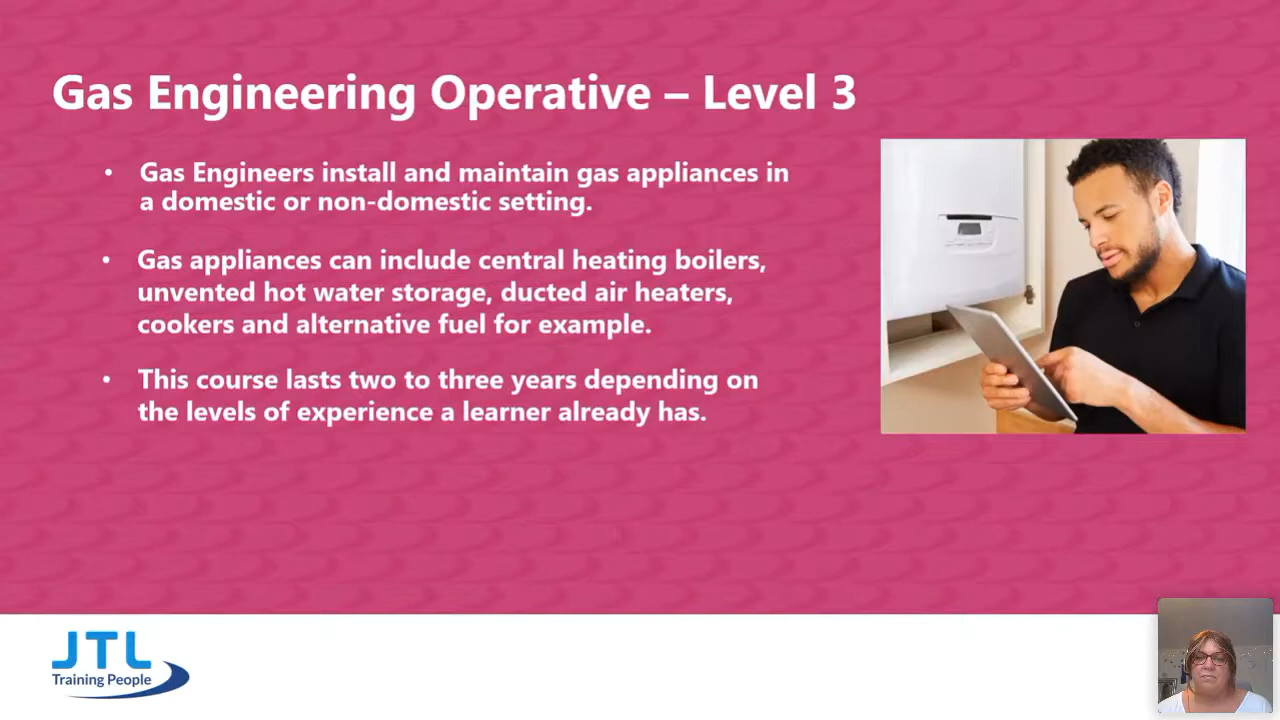 Gas Engineering Operative – Level 3
• Gas Engineers install and maintain gas appliances in
a domestic or non-domestic setting.
• Gas appliances can include central heating boilers,
unvented hot water storage, ducted air heaters,
cookers and alternative fuel for example.
• This course lasts two to three years depending on
the levels of experience a learner already has.
JTL
Training People